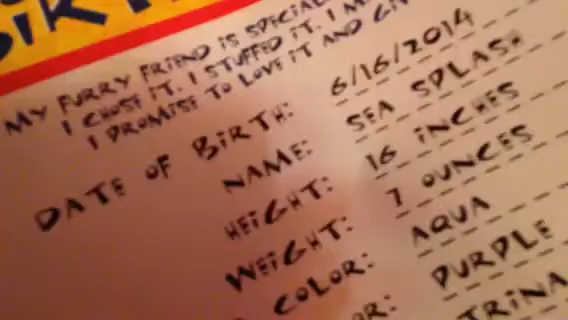 MY FURRY FRIEND IS SPECIAL
I CHOSE IT. I STUFFED IT.
I PROMISE TO LOVE IT AND
DATE OF BIRTH: 6/16/2014
NAME: SEA SPLASH
HEIGHT: 16 INCHES
WEIGHT: 7 OUNCES
COLOR: AQUA
PURPLE